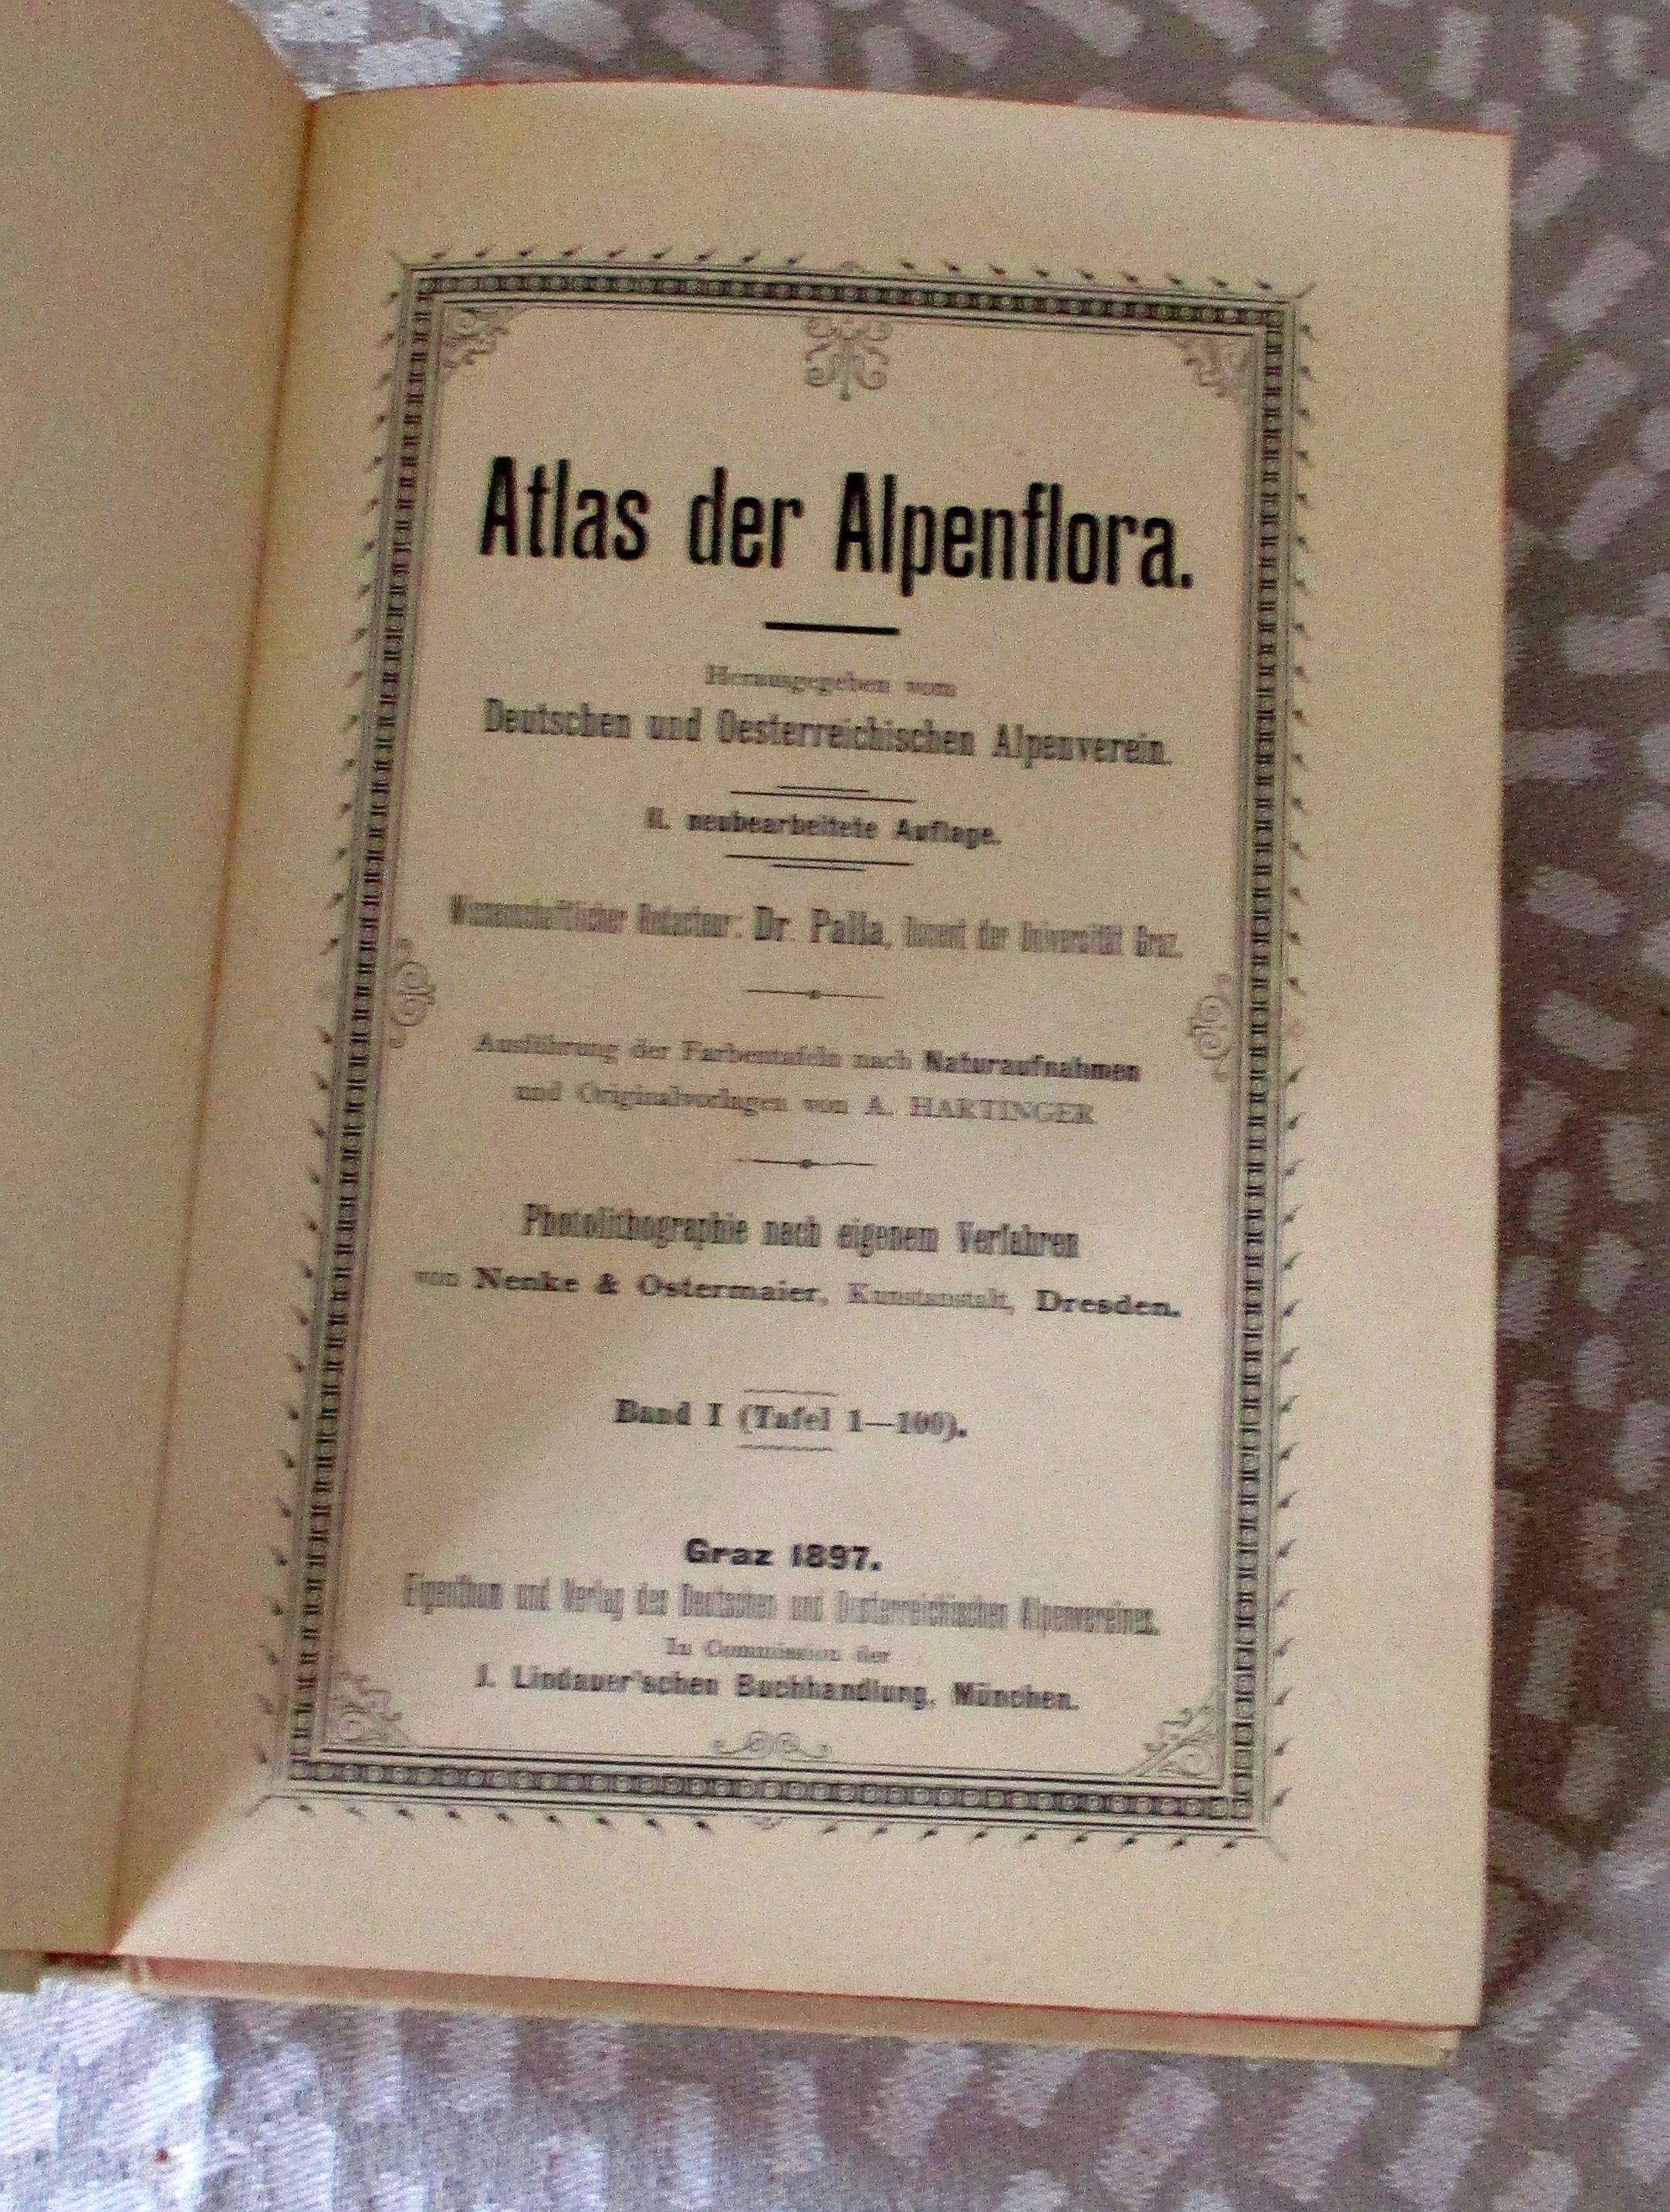 Atlas der Alpenflora.
Herausgegeben vom
Deutschen und Oesterreichischen Alpenverein.
II. neubearbeitete Auflage.
Wissenschaftlicher Redacteur: Dr. Palla, Docent der Universität Graz.
Ausführung der Farbentafeln nach Naturaufnahmen
und Originalvorlagen von A. HARTINGER
Photolithographie nach eigenem Verfahren
von Nenke & Ostermaier, Kunstanstalt, Dresden.
Band I (Tafel 1—100).
Graz 1897.
Eigenthum und Verlag des Deutschen und Oesterreichischen Alpenvereines.
In Commission der
J. Lindauer'schen Buchhandlung, München.